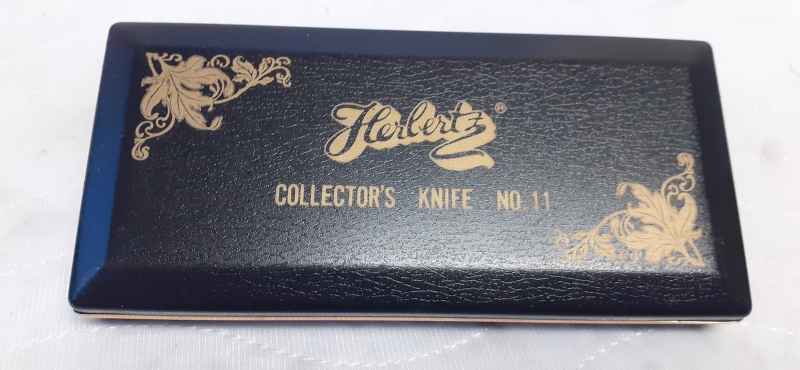 Herbertz®
COLLECTOR'S KNIFE NO. 11